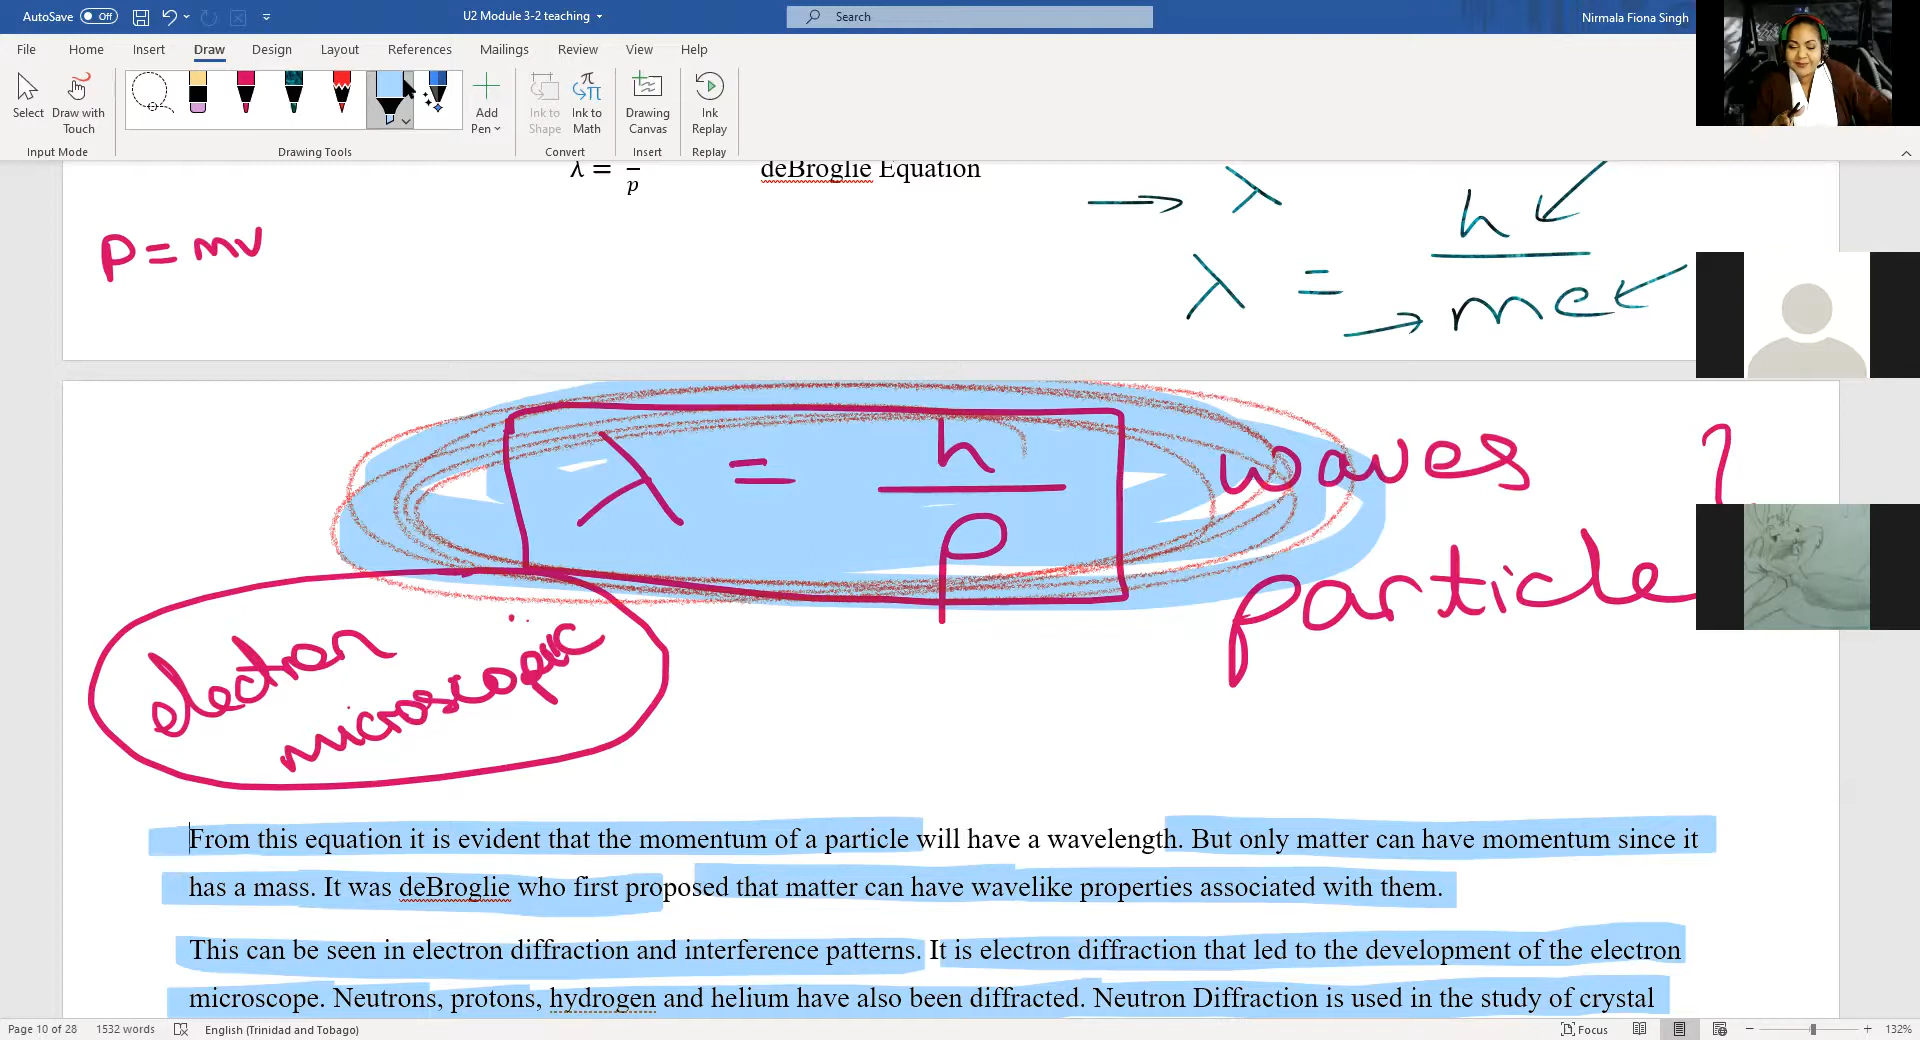 AutoSave Off U2 Module 3-2 teaching Search Nirmala Fiona Singh
File Home Insert Draw Design Layout References Mailings Review View Help
Select Draw with Touch Add Pen Ink to Shape Ink to Math Drawing Canvas Ink Replay
Input Mode Drawing Tools Convert Insert Replay
λ = p deBroglie Equation
λ
P = mv
λ = h / me
λ = h / p
waves ?
particle
electron
microscopic
From this equation it is evident that the momentum of a particle will have a wavelength. But only matter can have momentum since it
has a mass. It was deBroglie who first proposed that matter can have wavelike properties associated with them.
This can be seen in electron diffraction and interference patterns. It is electron diffraction that led to the development of the electron
microscope. Neutrons, protons, hydrogen and helium have also been diffracted. Neutron Diffraction is used in the study of crystal
Page 10 of 28 1532 words English (Trinidad and Tobago) Focus 132%